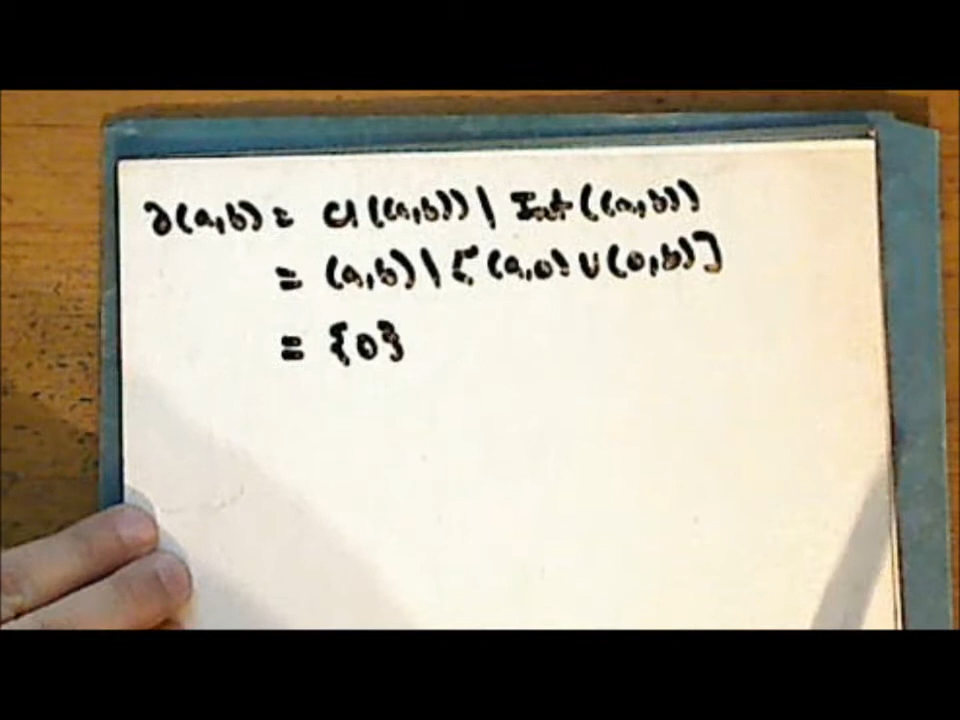 ∂(a,b) = Cl((a,b)) \ Int((a,b))
= (a,b) \ [(a,0) ∪ (0,b)]
= {0}